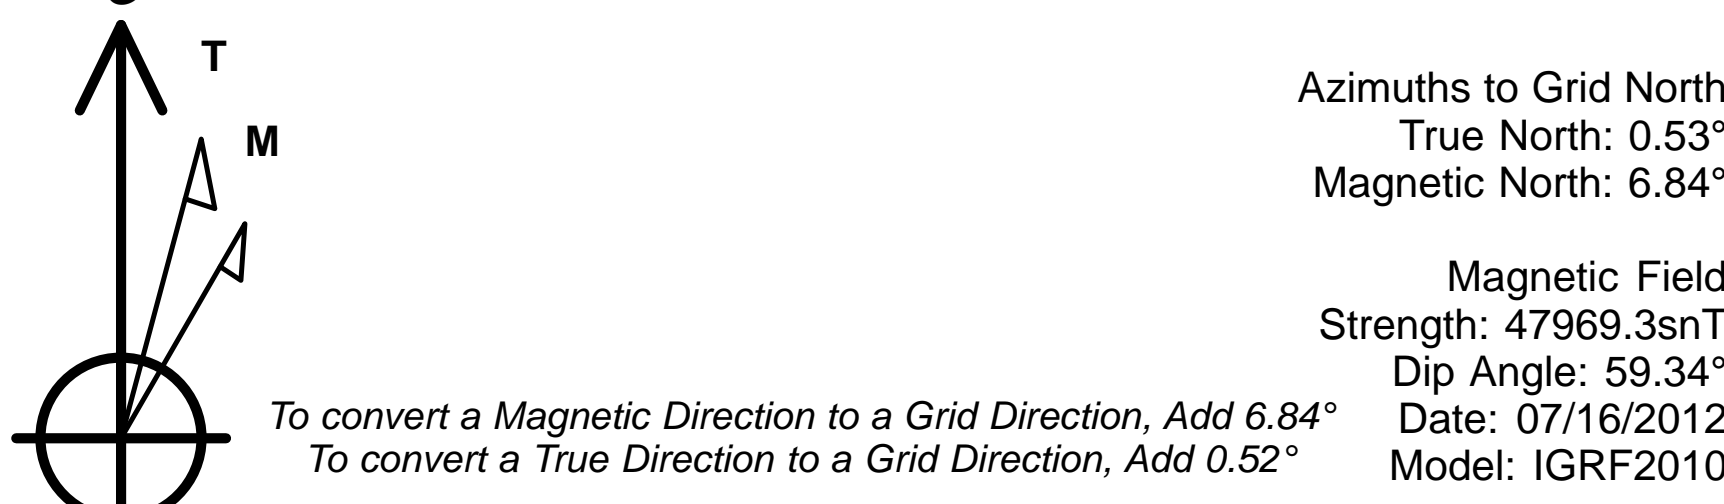 T
M
Azimuths to Grid North
True North: 0.53°
Magnetic North: 6.84°
Magnetic Field
Strength: 47969.3snT
Dip Angle: 59.34°
Date: 07/16/2012
Model: IGRF2010
To convert a Magnetic Direction to a Grid Direction, Add 6.84°
To convert a True Direction to a Grid Direction, Add 0.52°